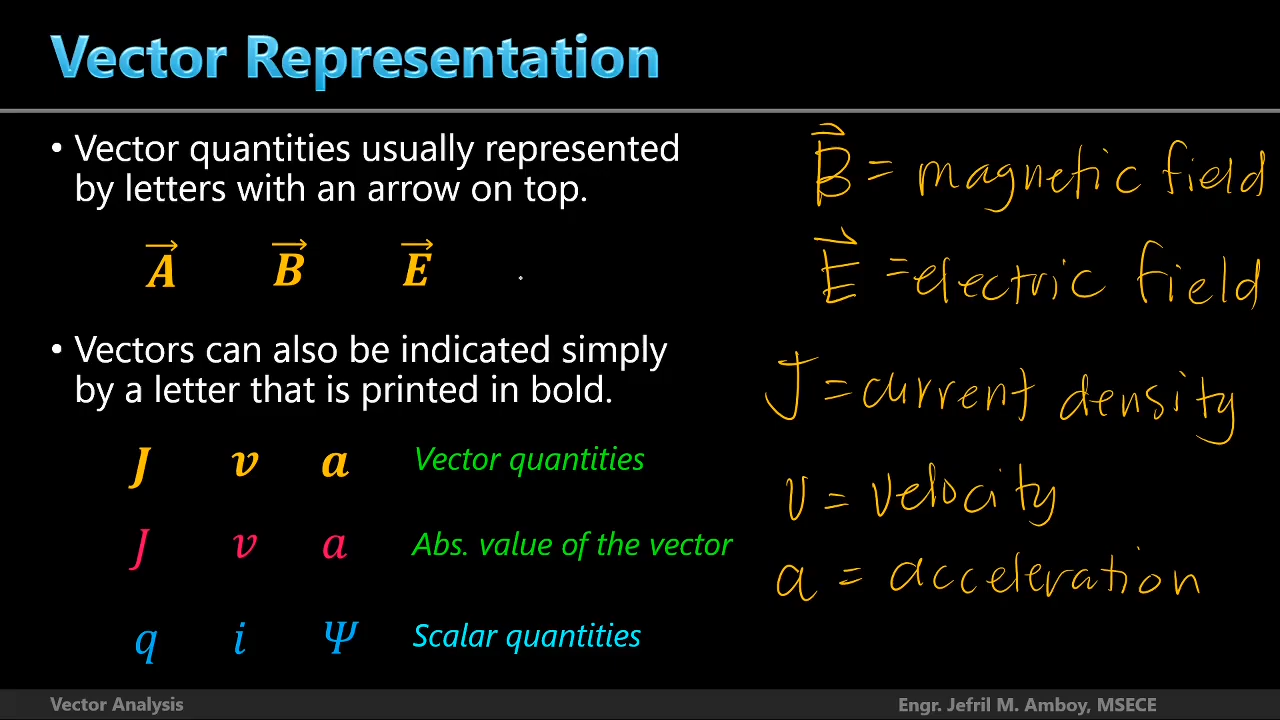 Vector Representation
• Vector quantities usually represented
by letters with an arrow on top.
A⃗ B⃗ E⃗
• Vectors can also be indicated simply
by a letter that is printed in bold.
J v a Vector quantities
J v a Abs. value of the vector
q i Ψ Scalar quantities
B⃗ = magnetic field
E⃗ = electric field
J = current density
v = velocity
a = acceleration
Vector Analysis
Engr. Jefril M. Amboy, MSECE